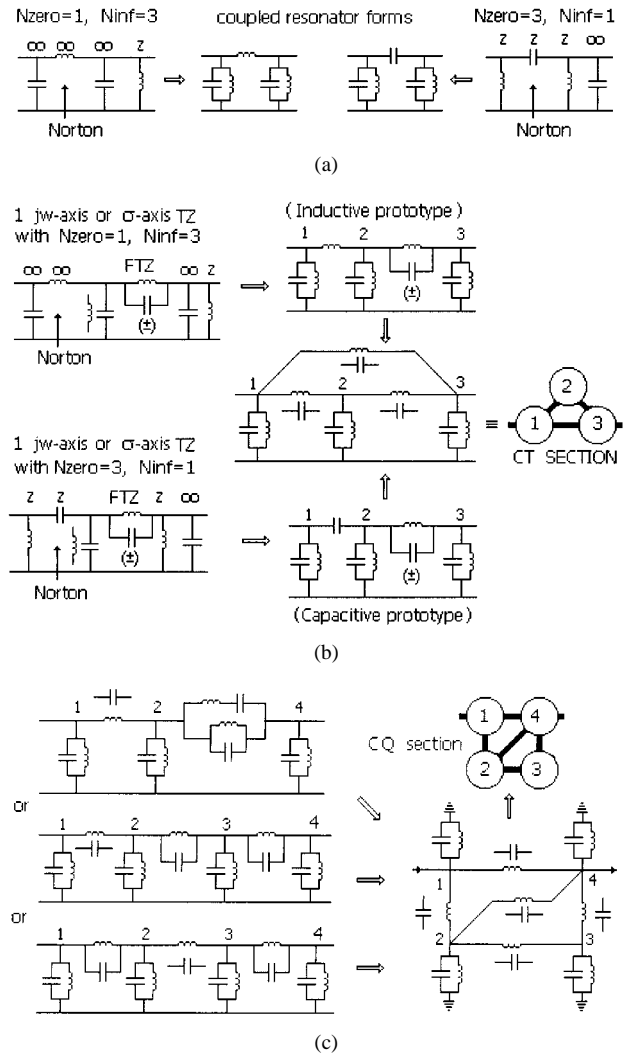 Nzero=1, Ninf=3
coupled resonator forms
Nzero=3, Ninf=1
∞ ∞ ∞ z
z z z ∞
Norton
Norton
(a)
1 jw-axis or σ-axis TZ
with Nzero=1, Ninf=3
(Inductive prototype)
∞ ∞ FTZ ∞ z
1 2 3
(±)
(±)
Norton
1 2 3
≡
2
1 3
CT SECTION
1 jw-axis or σ-axis TZ
with Nzero=3, Ninf=1
z z FTZ z ∞
1 2 3
(±)
(±)
Norton
(Capacitive prototype)
(b)
1 2 4
1 4
CQ section
2 3
or
1 2 3 4
1 4
or
2 3
1 2 3 4
(c)